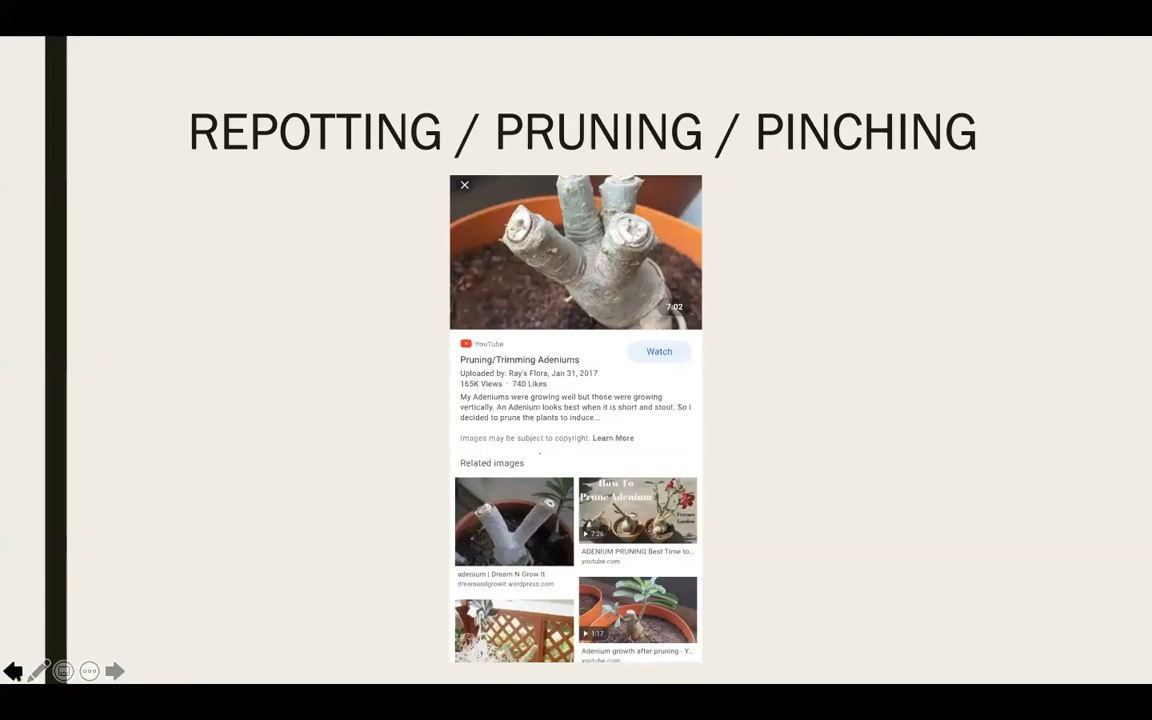 REPOTTING / PRUNING / PINCHING
7:02
YouTube
Watch
Pruning/Trimming Adeniums
Uploaded by: Ray's Flora, Jan 31, 2017
165K Views · 740 Likes
My Adeniums were growing well but those were growing
vertically. An Adenium looks best when it is short and stout. So i
decided to prune the plants to induce...
Images may be subject to copyright. Learn More
Related images
How To
Prune Adenium
Terrace
Garden
7:26
ADENIUM PRUNING:Best Time to...
youtube.com
adenium | Dream N Grow It
dreamandgrowit.wordpress.com
1:17
Adenium growth after pruning - Y...
youtube.com